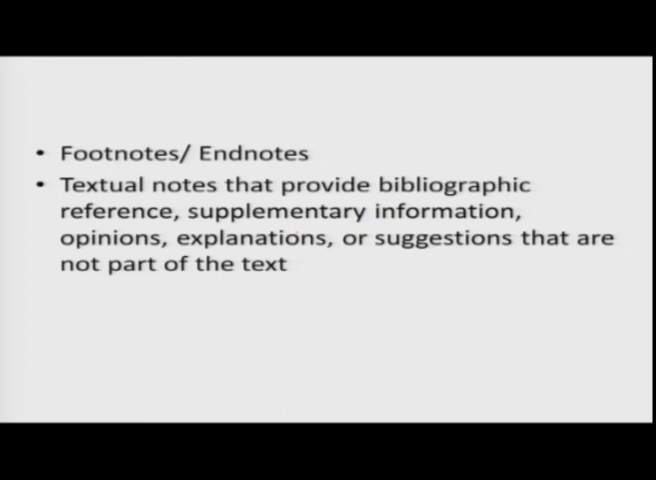 • Footnotes/ Endnotes
• Textual notes that provide bibliographic
reference, supplementary information,
opinions, explanations, or suggestions that are
not part of the text